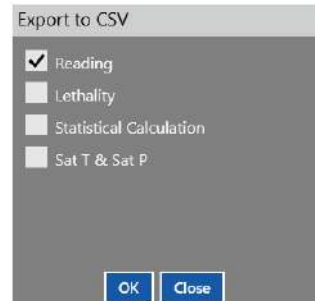 Export to CSV
Reading
Lethality
Statistical Calculation
Sat T & Sat P
OK Close